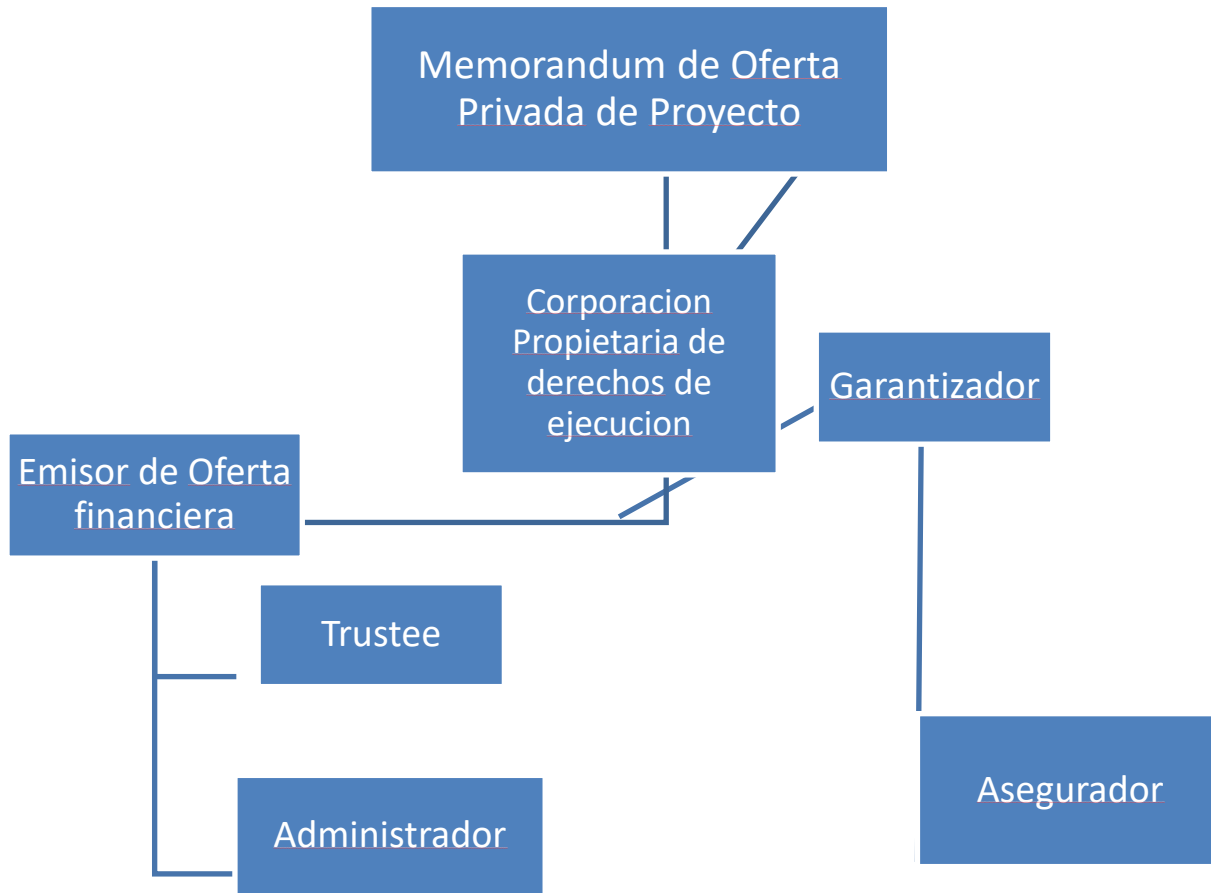 Memorandum de Oferta
Privada de Proyecto
Corporacion
Propietaria de
derechos de
ejecucion
Garantizador
Emisor de Oferta
financiera
Trustee
Asegurador
Administrador